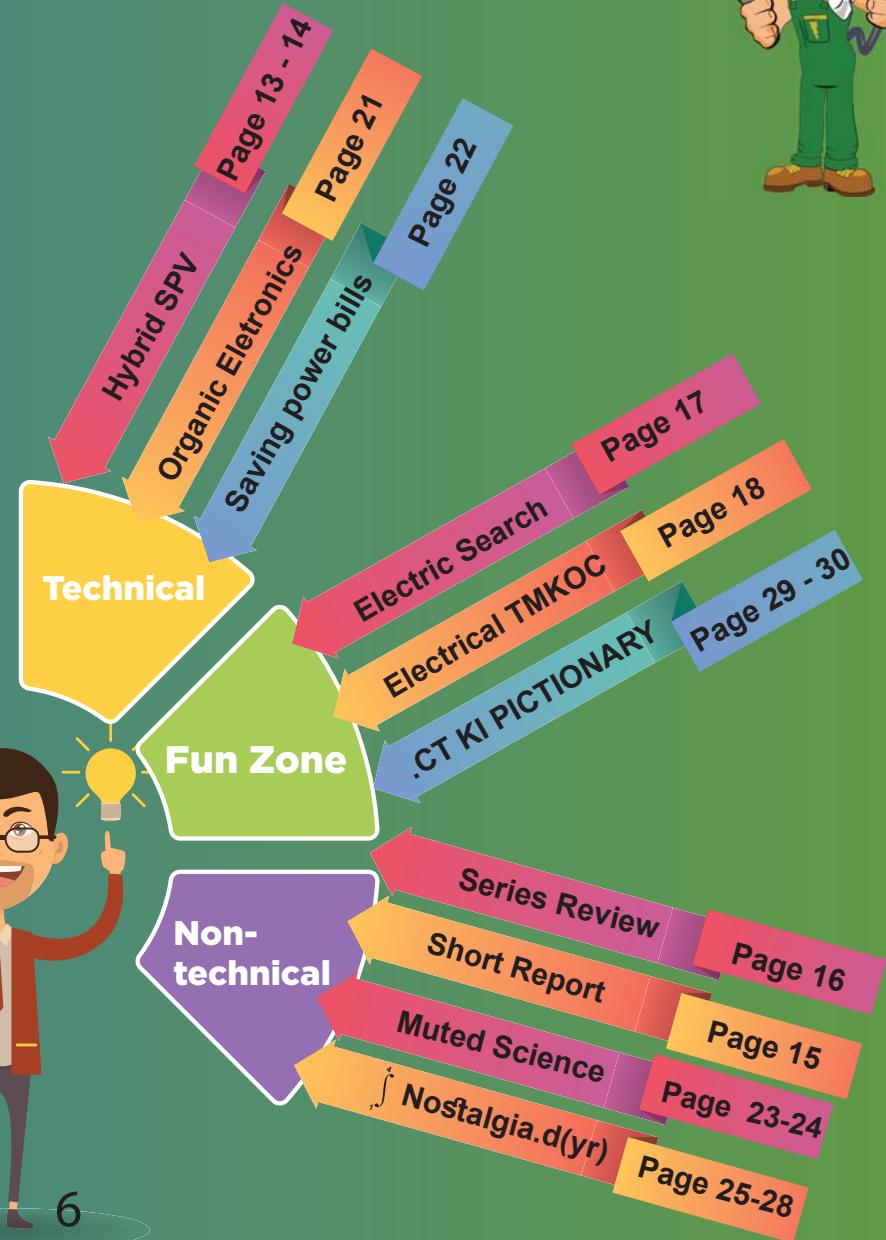 Hybrid SPV Page 13 - 14
Organic Eletronics Page 21
Saving power bills Page 22
Technical
Electric Search Page 17
Electrical TMKOC Page 18
.CT KI PICTIONARY Page 29 - 30
Fun Zone
Series Review Page 16
Short Report Page 15
Muted Science Page 23-24
∫ Nostalgia.d(yr) Page 25-28
Non-
technical
6